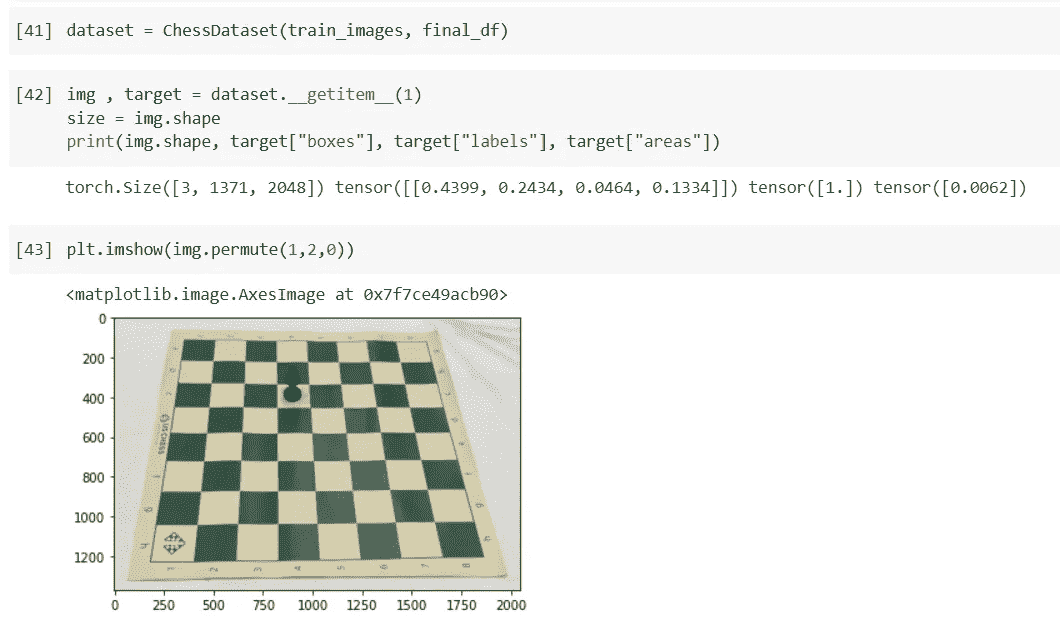 [41] dataset = ChessDataset(train_images, final_df)
[42] img , target = dataset.__getitem__(1)
size = img.shape
print(img.shape, target["boxes"], target["labels"], target["areas"])
torch.Size([3, 1371, 2048]) tensor([[0.4399, 0.2434, 0.0464, 0.1334]]) tensor([1.]) tensor([0.0062])
[43] plt.imshow(img.permute(1,2,0))
<matplotlib.image.AxesImage at 0x7f7ce49acb90>
0
200
400
600
800
1000
1200
0 250 500 750 1000 1250 1500 1750 2000